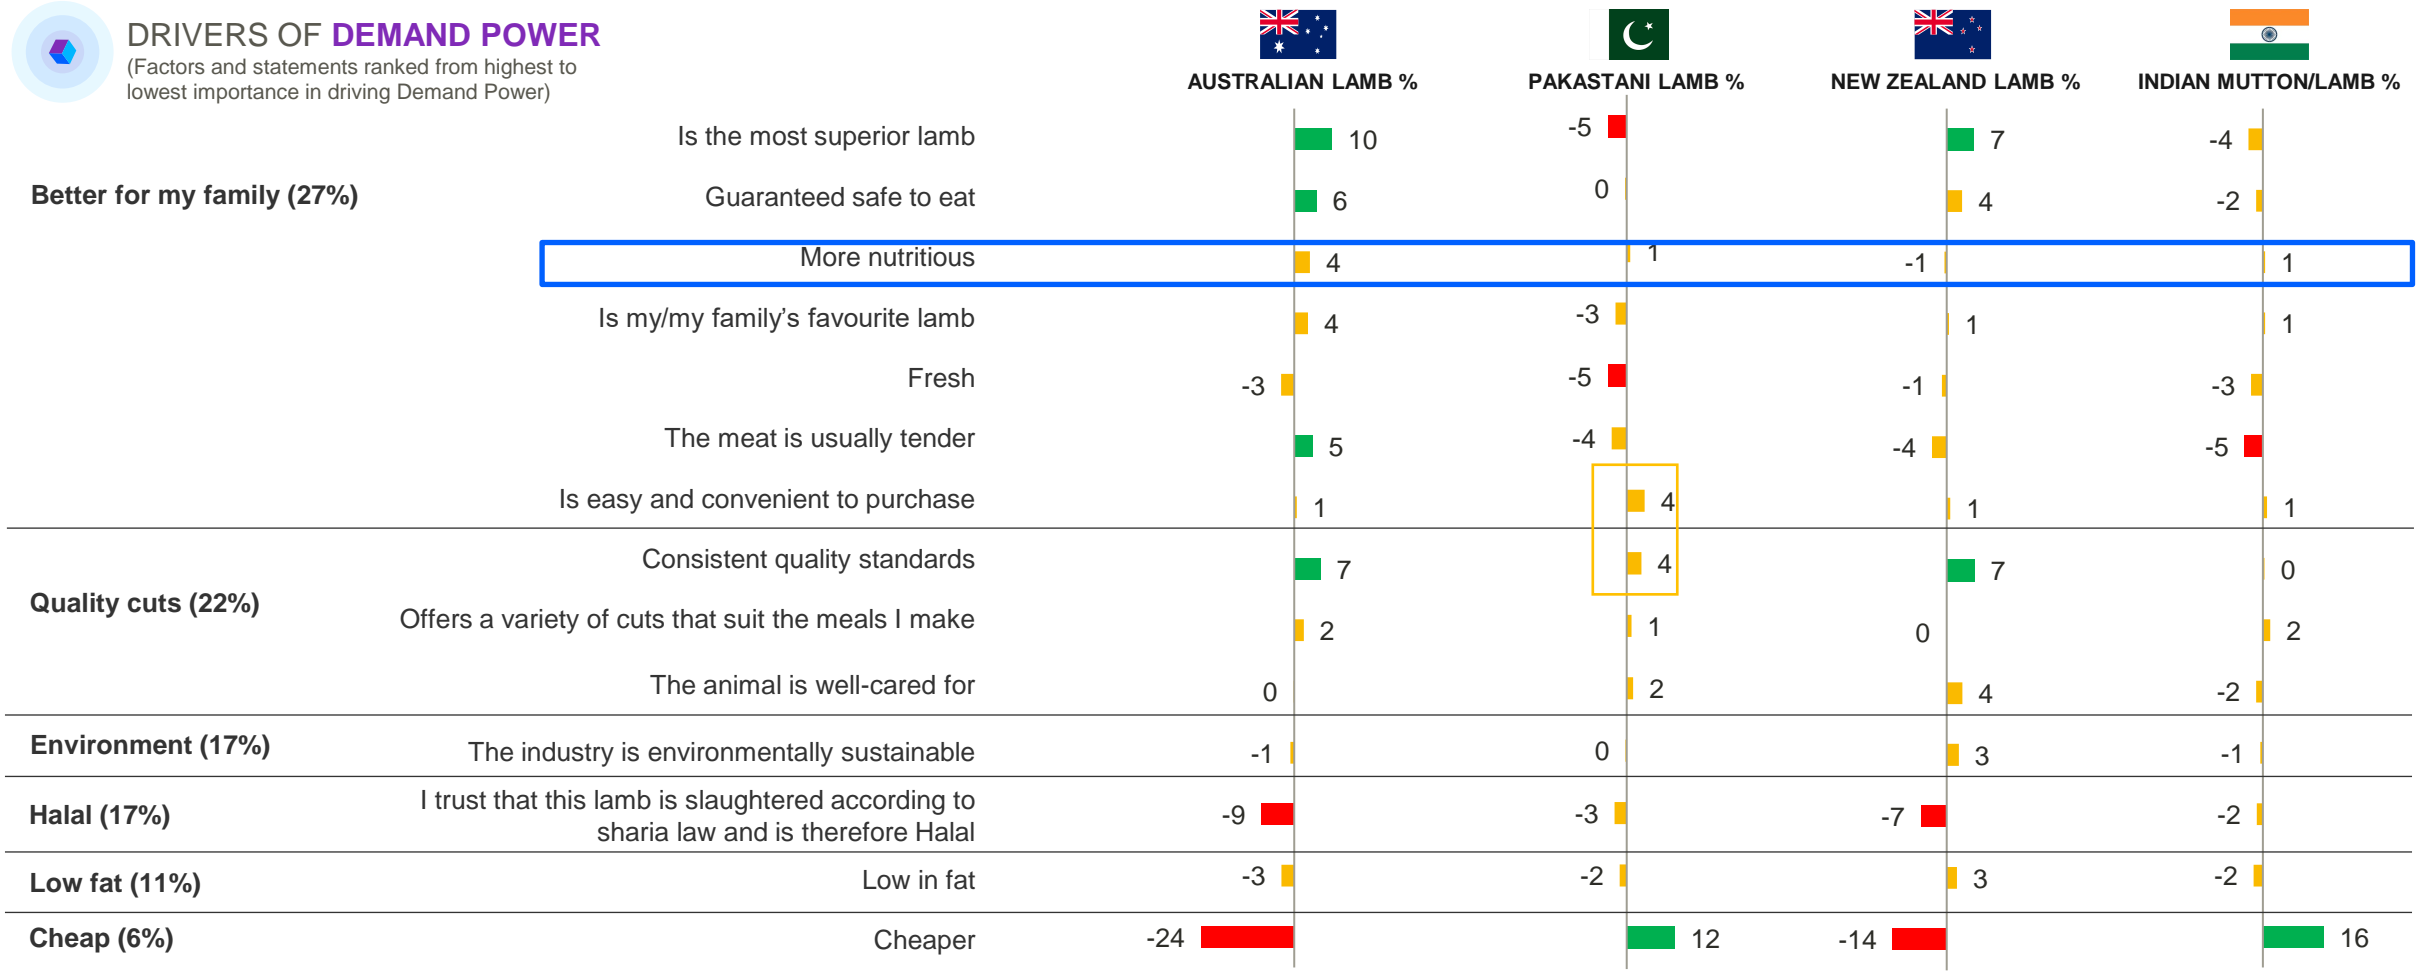 DRIVERS OF DEMAND POWER
(Factors and statements ranked from highest to
lowest importance in driving Demand Power)
AUSTRALIAN LAMB % PAKASTANI LAMB % NEW ZEALAND LAMB % INDIAN MUTTON/LAMB %
Is the most superior lamb 10 -5 7 -4
Better for my family (27%)
Guaranteed safe to eat 6 0 4 -2
More nutritious 4 1 -1 1
Is my/my family’s favourite lamb 4 -3 1 1
Fresh -3 -5 -1 -3
The meat is usually tender 5 -4 -4 -5
Is easy and convenient to purchase 1 4 1 1
Consistent quality standards 7 4 7 0
Quality cuts (22%)
Offers a variety of cuts that suit the meals I make 2 1 0 2
The animal is well-cared for 0 2 4 -2
Environment (17%) The industry is environmentally sustainable -1 0 3 -1
Halal (17%) I trust that this lamb is slaughtered according to
sharia law and is therefore Halal -9 -3 -7 -2
Low fat (11%) Low in fat -3 -2 3 -2
Cheap (6%) Cheaper -24 12 -14 16